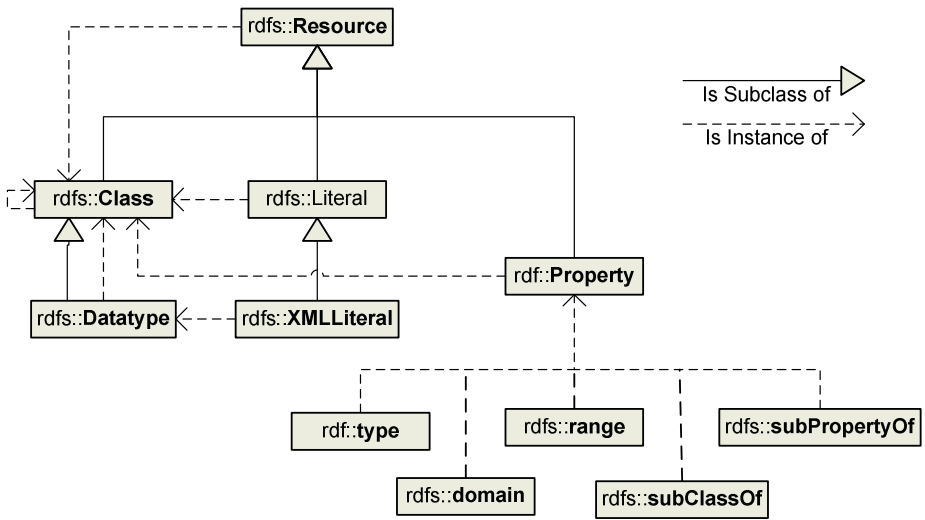 rdfs::Resource
Is Subclass of
Is Instance of
rdfs::Class
rdfs::Literal
rdf::Property
rdfs::Datatype
rdfs::XMLLiteral
rdf::type
rdfs::range
rdfs::subPropertyOf
rdfs::domain
rdfs::subClassOf